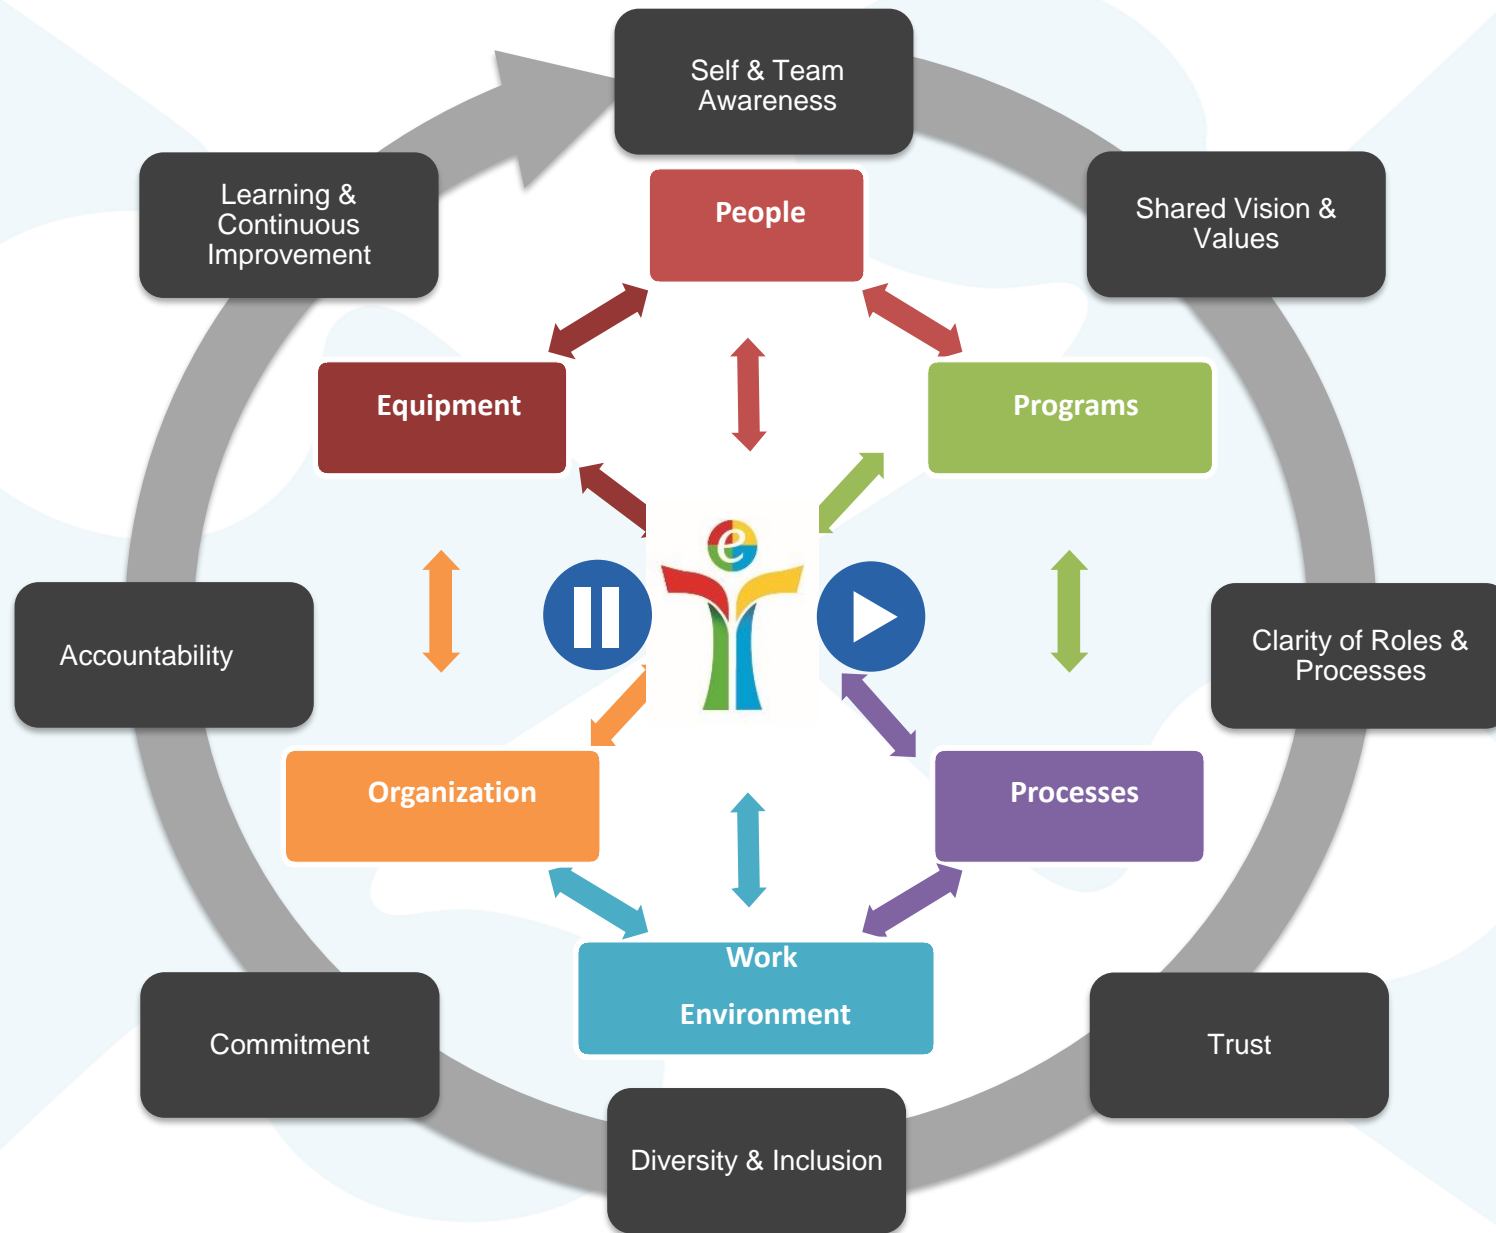 Self & Team
Awareness
Learning &
Continuous
Improvement
Shared Vision &
Values
People
Equipment
Programs
e
Accountability
Clarity of Roles &
Processes
Organization
Processes
Work
Environment
Commitment
Trust
Diversity & Inclusion